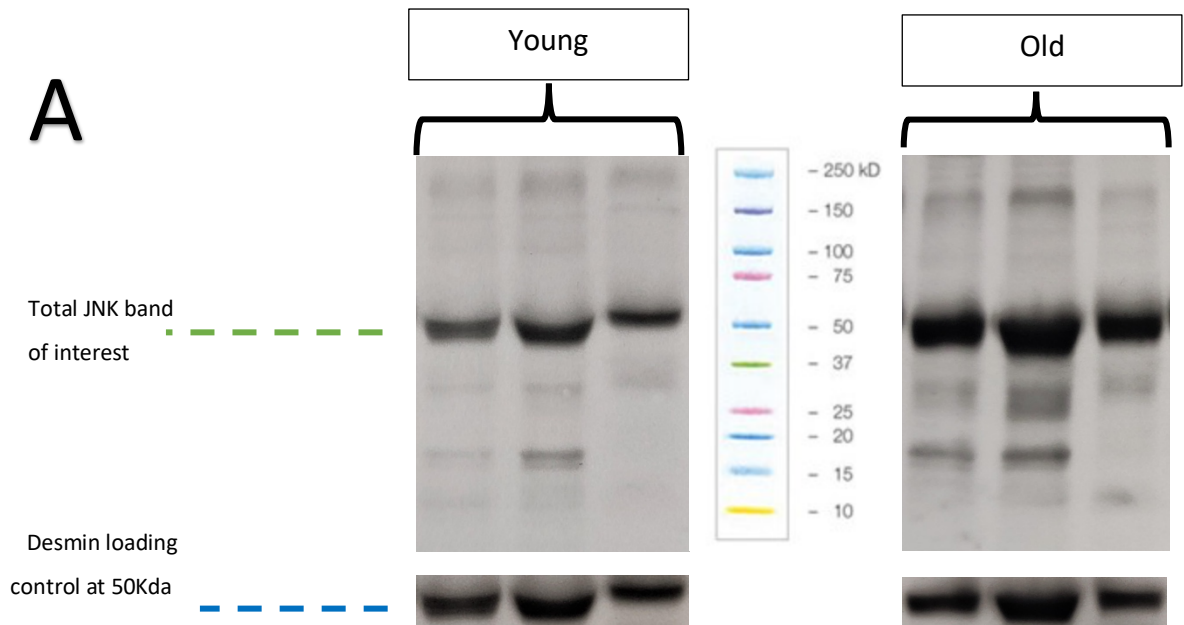 Young
Old
A
– 250 kD
– 150
– 100
– 75
Total JNK band
of interest
– 50
– 37
– 25
– 20
– 15
– 10
Desmin loading
control at 50Kda